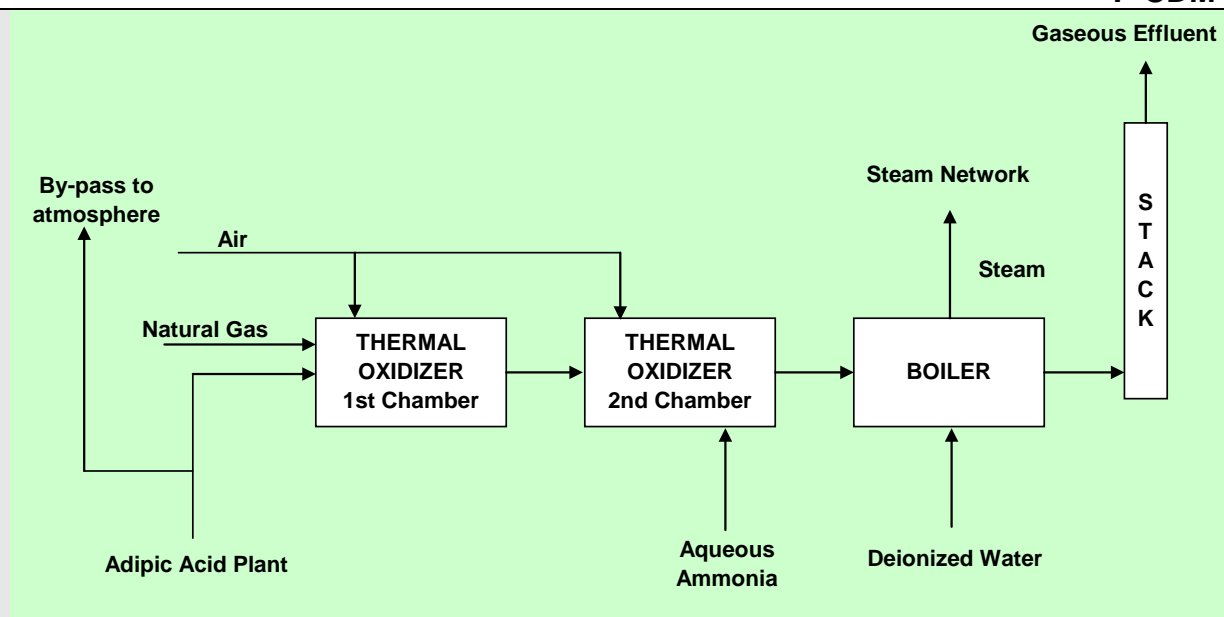 Gaseous Effluent
By-pass to
atmosphere
Air
Steam Network
Steam
S
T
A
C
K
Natural Gas
THERMAL
OXIDIZER
1st Chamber
THERMAL
OXIDIZER
2nd Chamber
BOILER
Adipic Acid Plant
Aqueous
Ammonia
Deionized Water